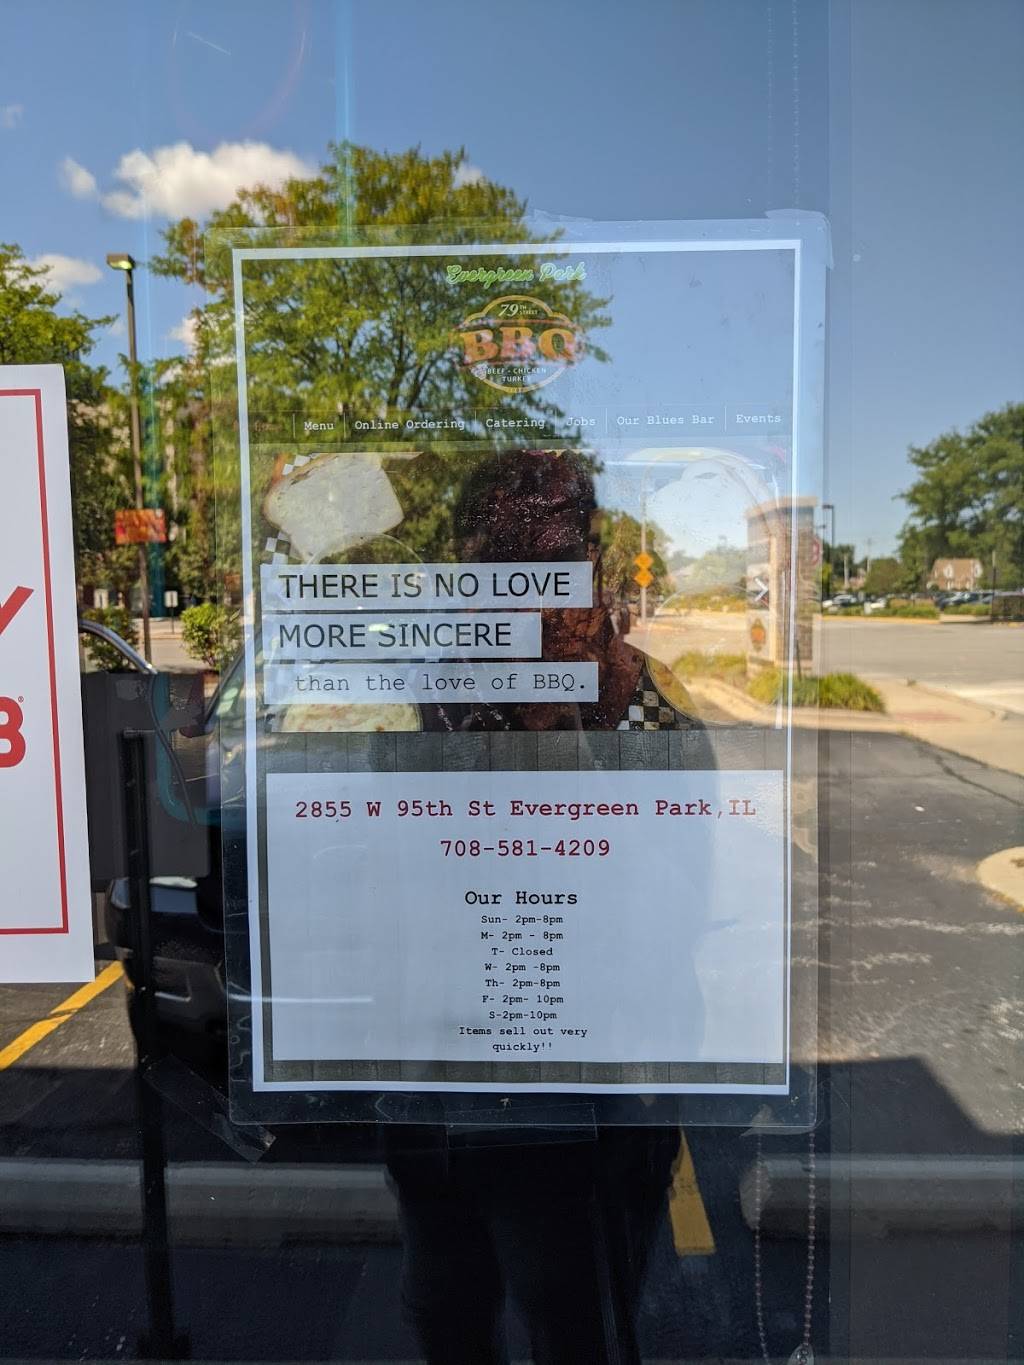 Evergreen Park
79TH STREET
BBQ
BEEF - CHICKEN
TURKEY
Home Menu Online Ordering Catering Jobs Our Blues Bar Events
THERE IS NO LOVE
MORE SINCERE
than the love of BBQ.
2855 W 95th St Evergreen Park,IL
708-581-4209
Our Hours
Sun- 2pm-8pm
M- 2pm - 8pm
T- Closed
W- 2pm -8pm
Th- 2pm-8pm
F- 2pm- 10pm
S-2pm-10pm
Items sell out very
quickly!!